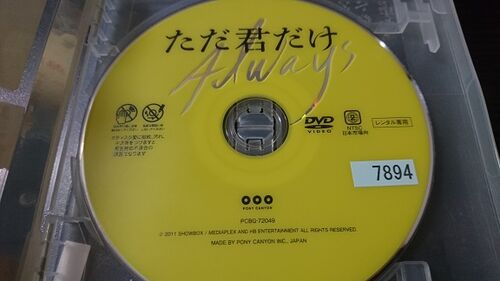 ただ君だけ
Always
DVD
VIDEO
2
NTSC
日本市場向
レンタル専用
7894
PONY CANYON
PCBG-72049
© 2011 SHOWBOX / MEDIAPLEX AND HB ENTERTAINMENT ALL RIGHTS RESERVED.
MADE BY PONY CANYON INC., JAPAN